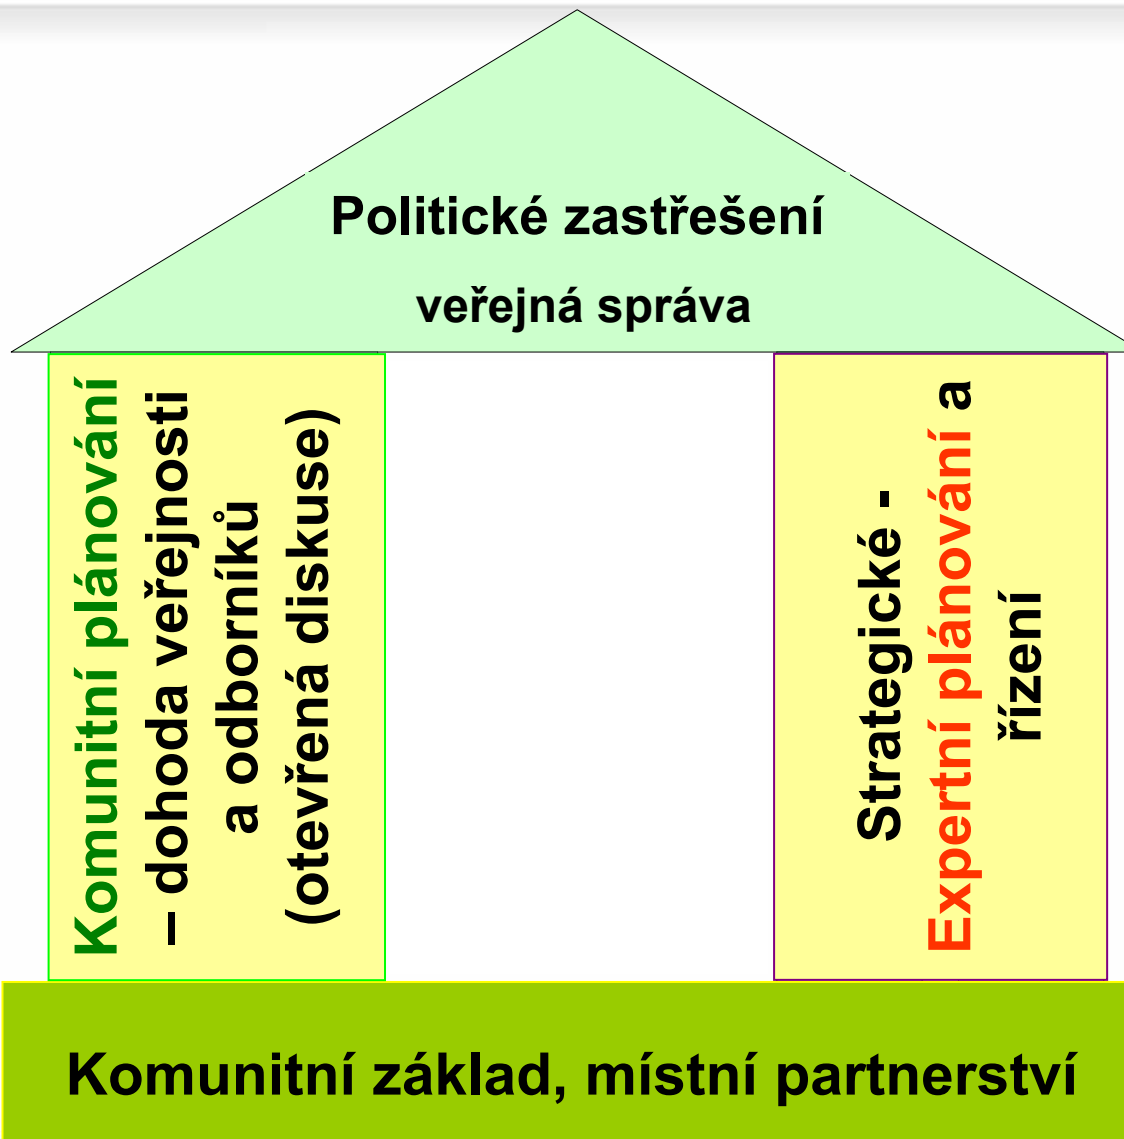 Politické zastřešení
veřejná správa
Komunitní plánování
– dohoda veřejnosti
a odborníků
(otevřená diskuse)
Strategické -
Expertní plánování a
řízení
Komunitní základ, místní partnerství